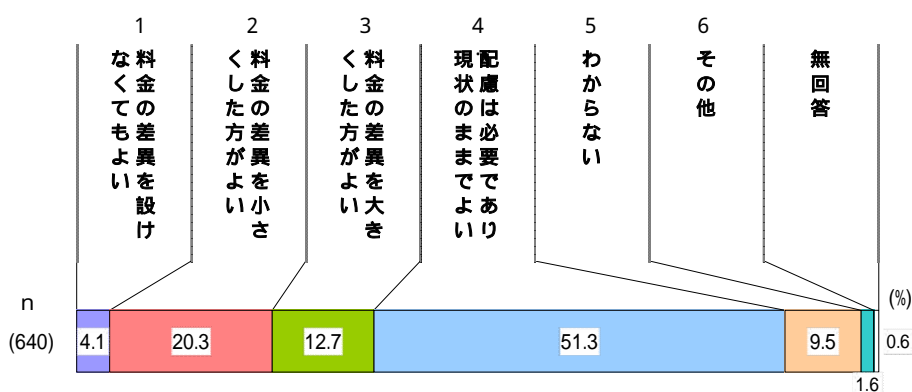 1
料金の差異を設け
なくてもよい
2
料金の差異を小さ
くした方がよい
3
料金の差異を大き
くした方がよい
4
配慮は必要であり
現状のままでよい
5
わからない
6
その他
無回答
n
(%)
(640)
4.1
20.3
12.7
51.3
9.5
0.6
1.6